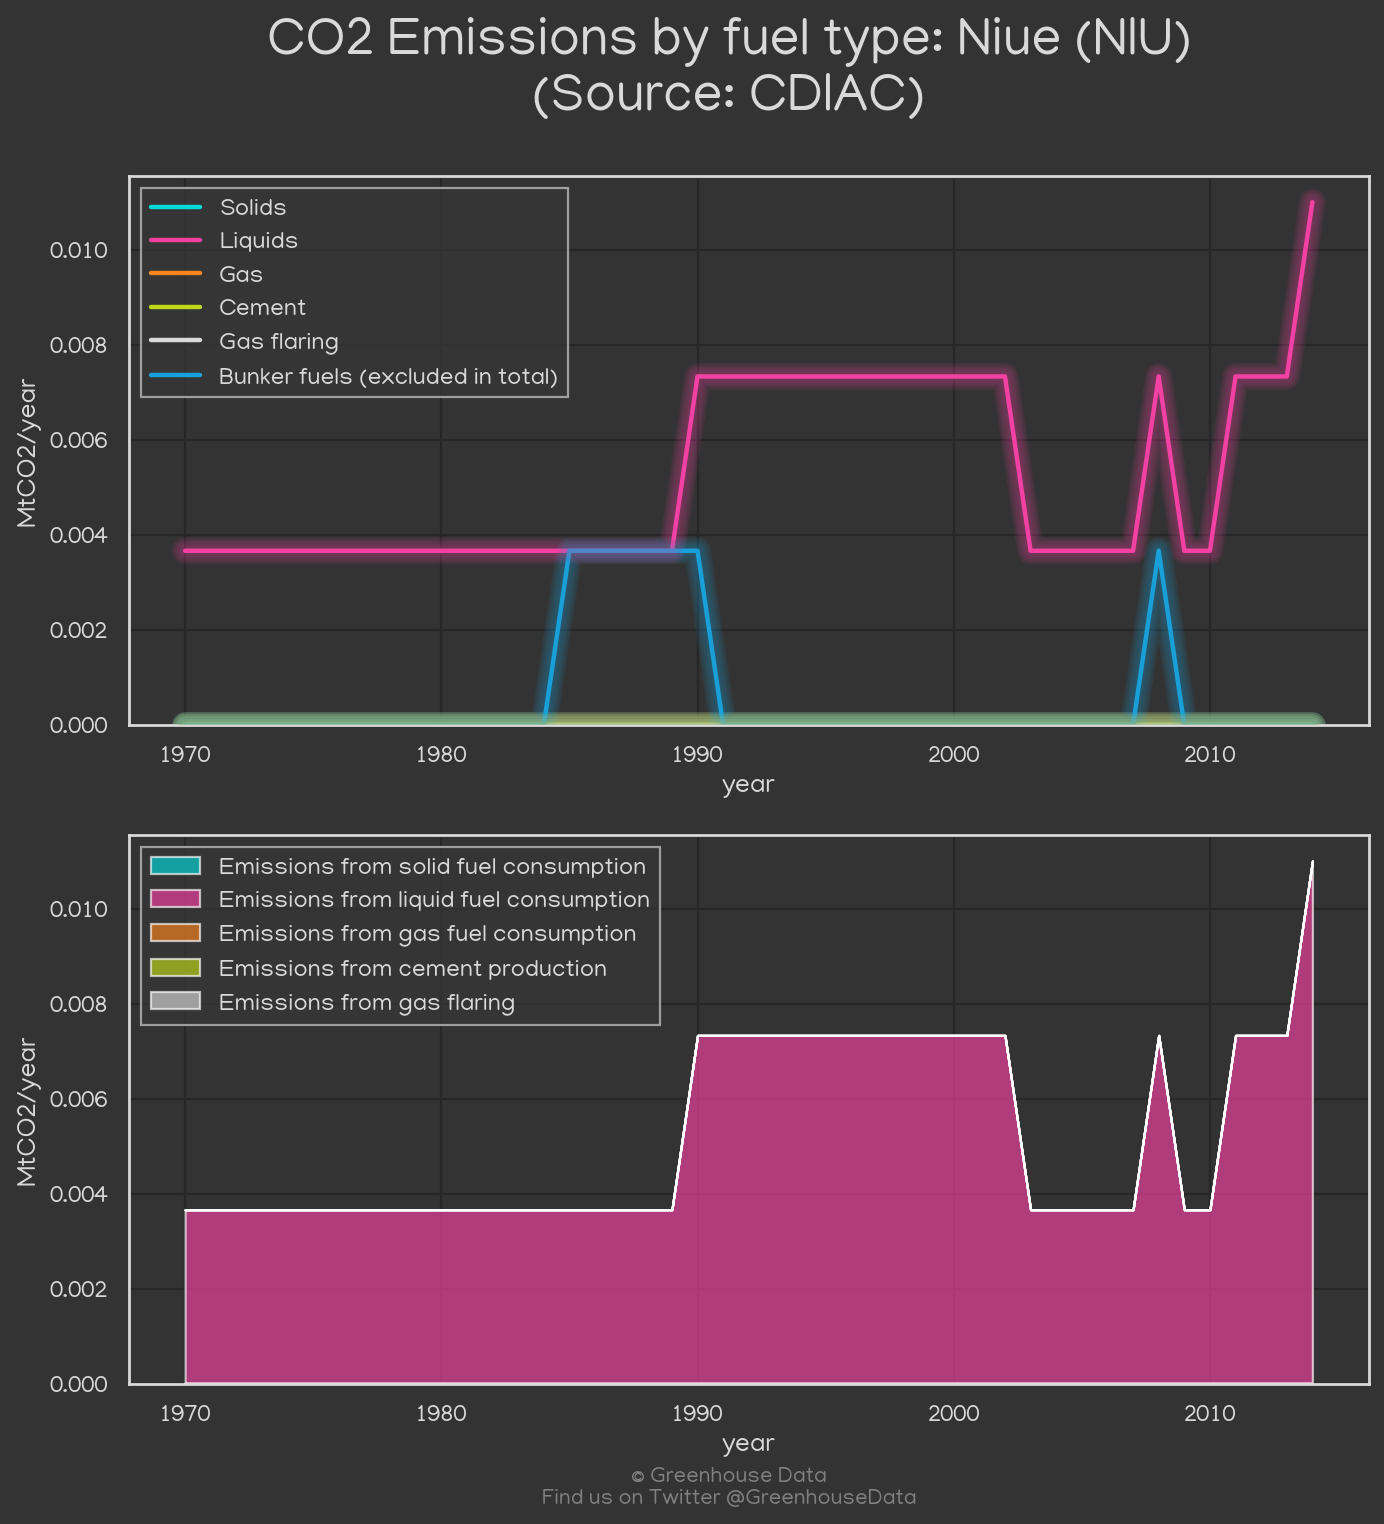 CO2 Emissions by fuel type: Niue (NIU)
(Source: CDIAC)
Solids
Liquids
Gas
Cement
Gas flaring
Bunker fuels (excluded in total)
0.010
0.008
0.006
0.004
0.002
0.000
MtCO2/year
1970 1980 1990 2000 2010
year
Emissions from solid fuel consumption
Emissions from liquid fuel consumption
Emissions from gas fuel consumption
Emissions from cement production
Emissions from gas flaring
0.010
0.008
0.006
0.004
0.002
0.000
MtCO2/year
1970 1980 1990 2000 2010
year
© Greenhouse Data
Find us on Twitter @GreenhouseData